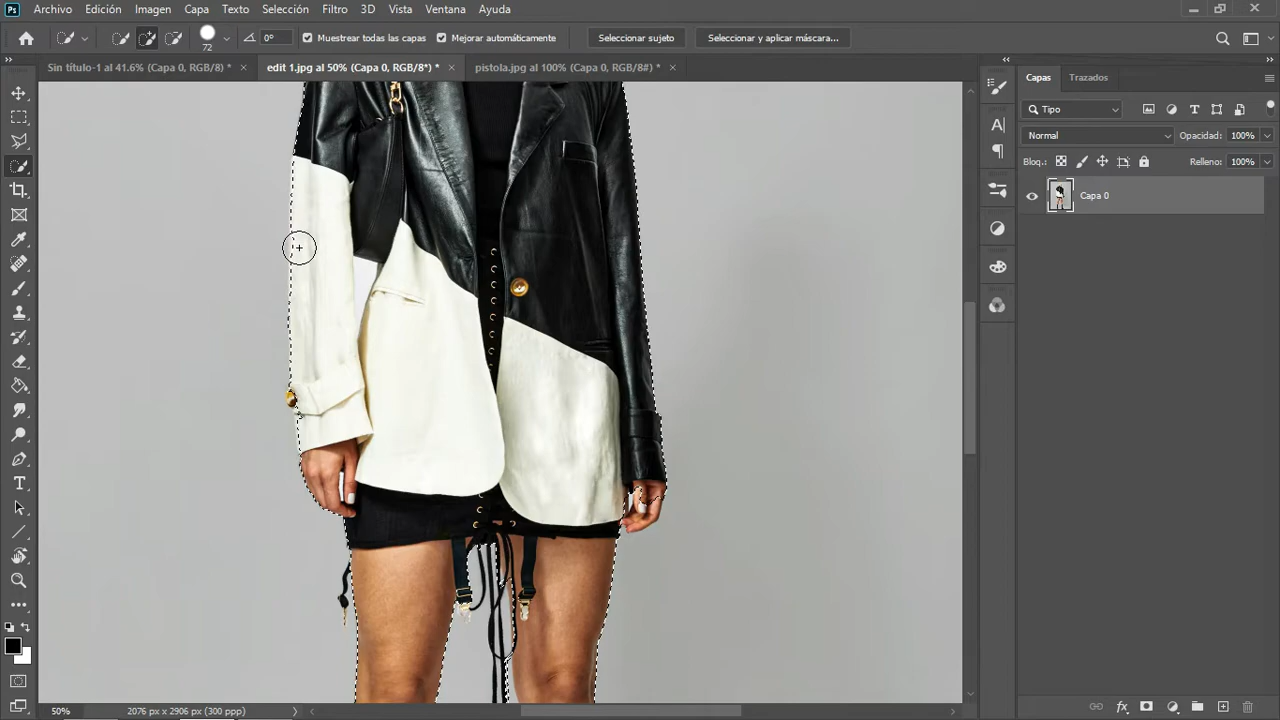 Ps Archivo Edición Imagen Capa Texto Selección Filtro 3D Vista Ventana Ayuda
72 0° Muestrear todas las capas Mejorar automáticamente Seleccionar sujeto Seleccionar y aplicar máscara...
Sin título-1 al 41.6% (Capa 0, RGB/8) * × edit 1.jpg al 50% (Capa 0, RGB/8*) * × pistola.jpg al 100% (Capa 0, RGB/8#) * ×
Capas Trazados
Tipo
Normal Opacidad: 100%
Bloq.: Relleno: 100%
Capa 0
50% 2076 px x 2906 px (300 ppp)